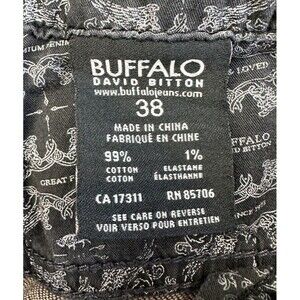 BUFFALO
DAVID BITTON
www.buffalojeans.com
38
MADE IN CHINA
FABRIQUÉ EN CHINE
99% 1%
COTTON ELASTANE
COTON ÉLASTHANNE
CA 17311 RN 85706
SEE CARE ON REVERSE
VOIR VERSO POUR ENTRETIEN